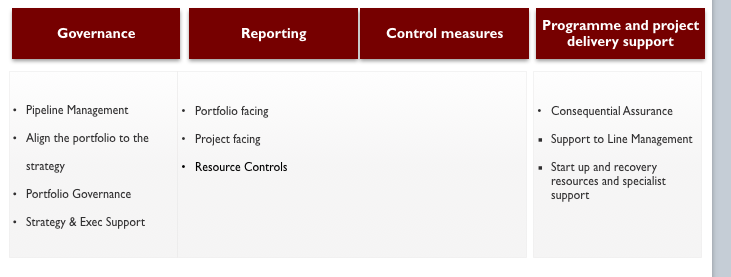 Governance
Reporting
Control measures
Programme and project
delivery support
• Pipeline Management
• Align the portfolio to the
strategy
• Portfolio Governance
• Strategy & Exec Support
• Portfolio facing
• Project facing
• Resource Controls
• Consequential Assurance
▪ Support to Line Management
▪ Start up and recovery
resources and specialist
support